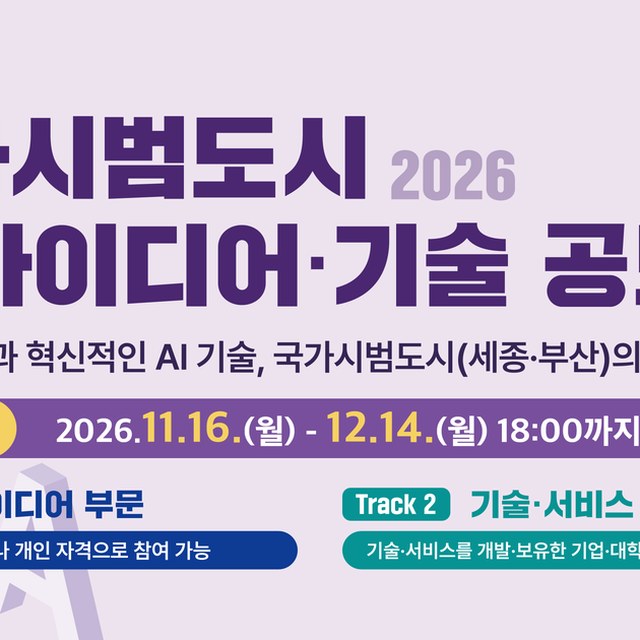 시범도시 2026
아이디어·기술 공
혁신적인 AI 기술, 국가시범도시(세종·부산)의
2026.11.16.(월) - 12.14.(월) 18:00까지
이디어 부문
Track 2 기술·서비스
개인 자격으로 참여 가능
기술·서비스를 개발·보유한 기업·대학